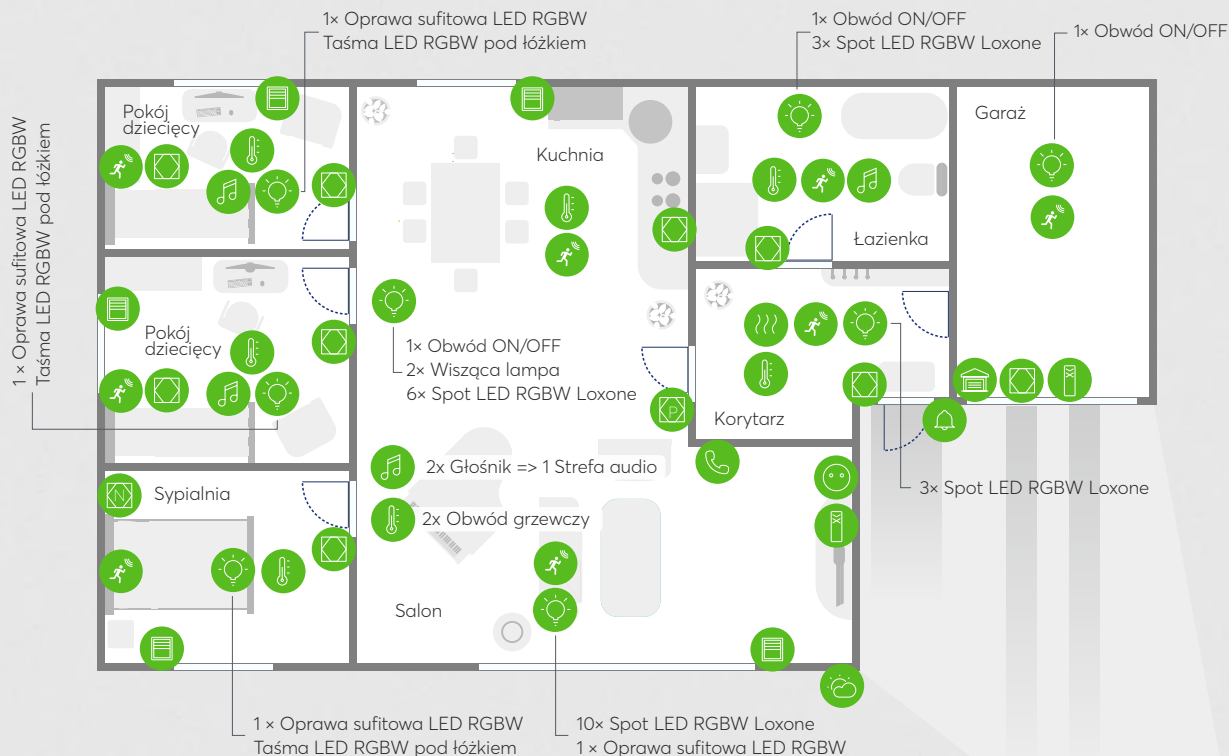 1× Oprawa sufitowa LED RGBW
Taśma LED RGBW pod łóżkiem
1× Obwód ON/OFF
3× Spot LED RGBW Loxone
1× Obwód ON/OFF
1 × Oprawa sufitowa LED RGBW
Taśma LED RGBW pod łóżkiem
Pokój
dziecięcy
Kuchnia
Łazienka
Garaż
Pokój
dziecięcy
1× Obwód ON/OFF
2× Wisząca lampa
6× Spot LED RGBW Loxone
P
Korytarz
3× Spot LED RGBW Loxone
2x Głośnik => 1 Strefa audio
2x Obwód grzewczy
N
Sypialnia
Salon
1 × Oprawa sufitowa LED RGBW
Taśma LED RGBW pod łóżkiem
10× Spot LED RGBW Loxone
1 × Oprawa sufitowa LED RGBW